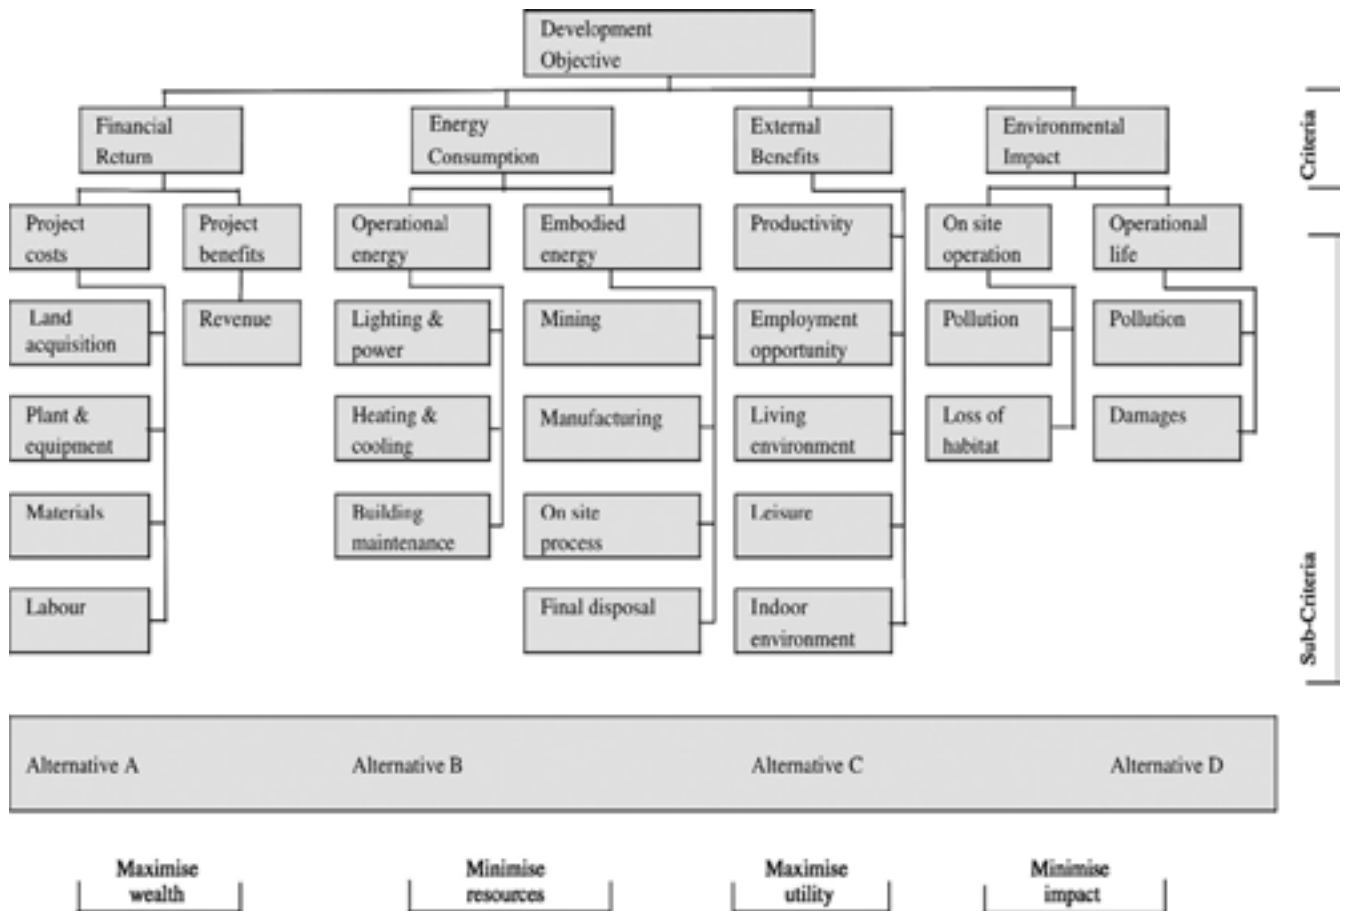 Development
Objective
Financial
Return
Energy
Consumption
External
Benefits
Environmental
Impact
Criteria
Project
costs
Project
benefits
Operational
energy
Embodied
energy
Productivity
On site
operation
Operational
life
Land
acquisition
Revenue
Lighting &
power
Mining
Employment
opportunity
Pollution
Pollution
Plant &
equipment
Heating &
cooling
Manufacturing
Living
environment
Loss of
habitat
Damages
Materials
Building
maintenance
On site
process
Leisure
Labour
Final disposal
Indoor
environment
Sub-Criteria
Alternative A
Alternative B
Alternative C
Alternative D
Maximise
wealth
Minimise
resources
Maximise
utility
Minimise
impact